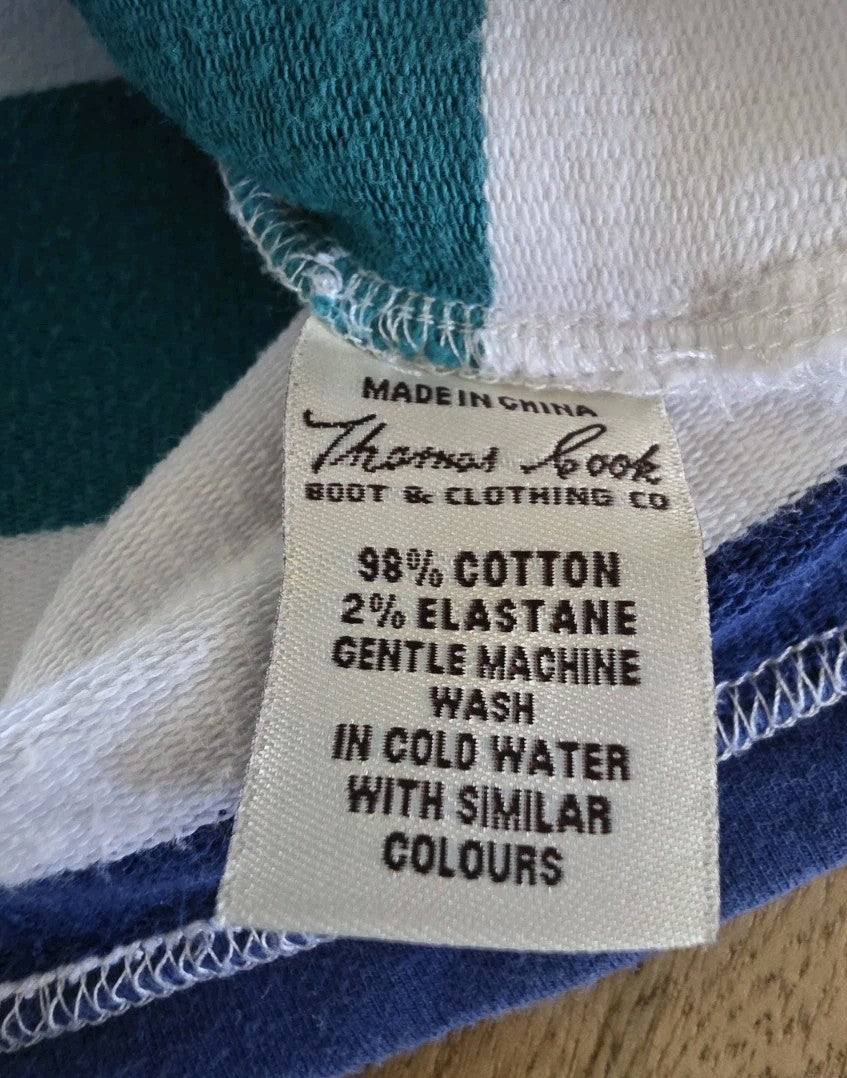 MADE IN CHINA
Thomas Cook
BOOT & CLOTHING CO
98% COTTON
2% ELASTANE
GENTLE MACHINE
WASH
IN COLD WATER
WITH SIMILAR
COLOURS